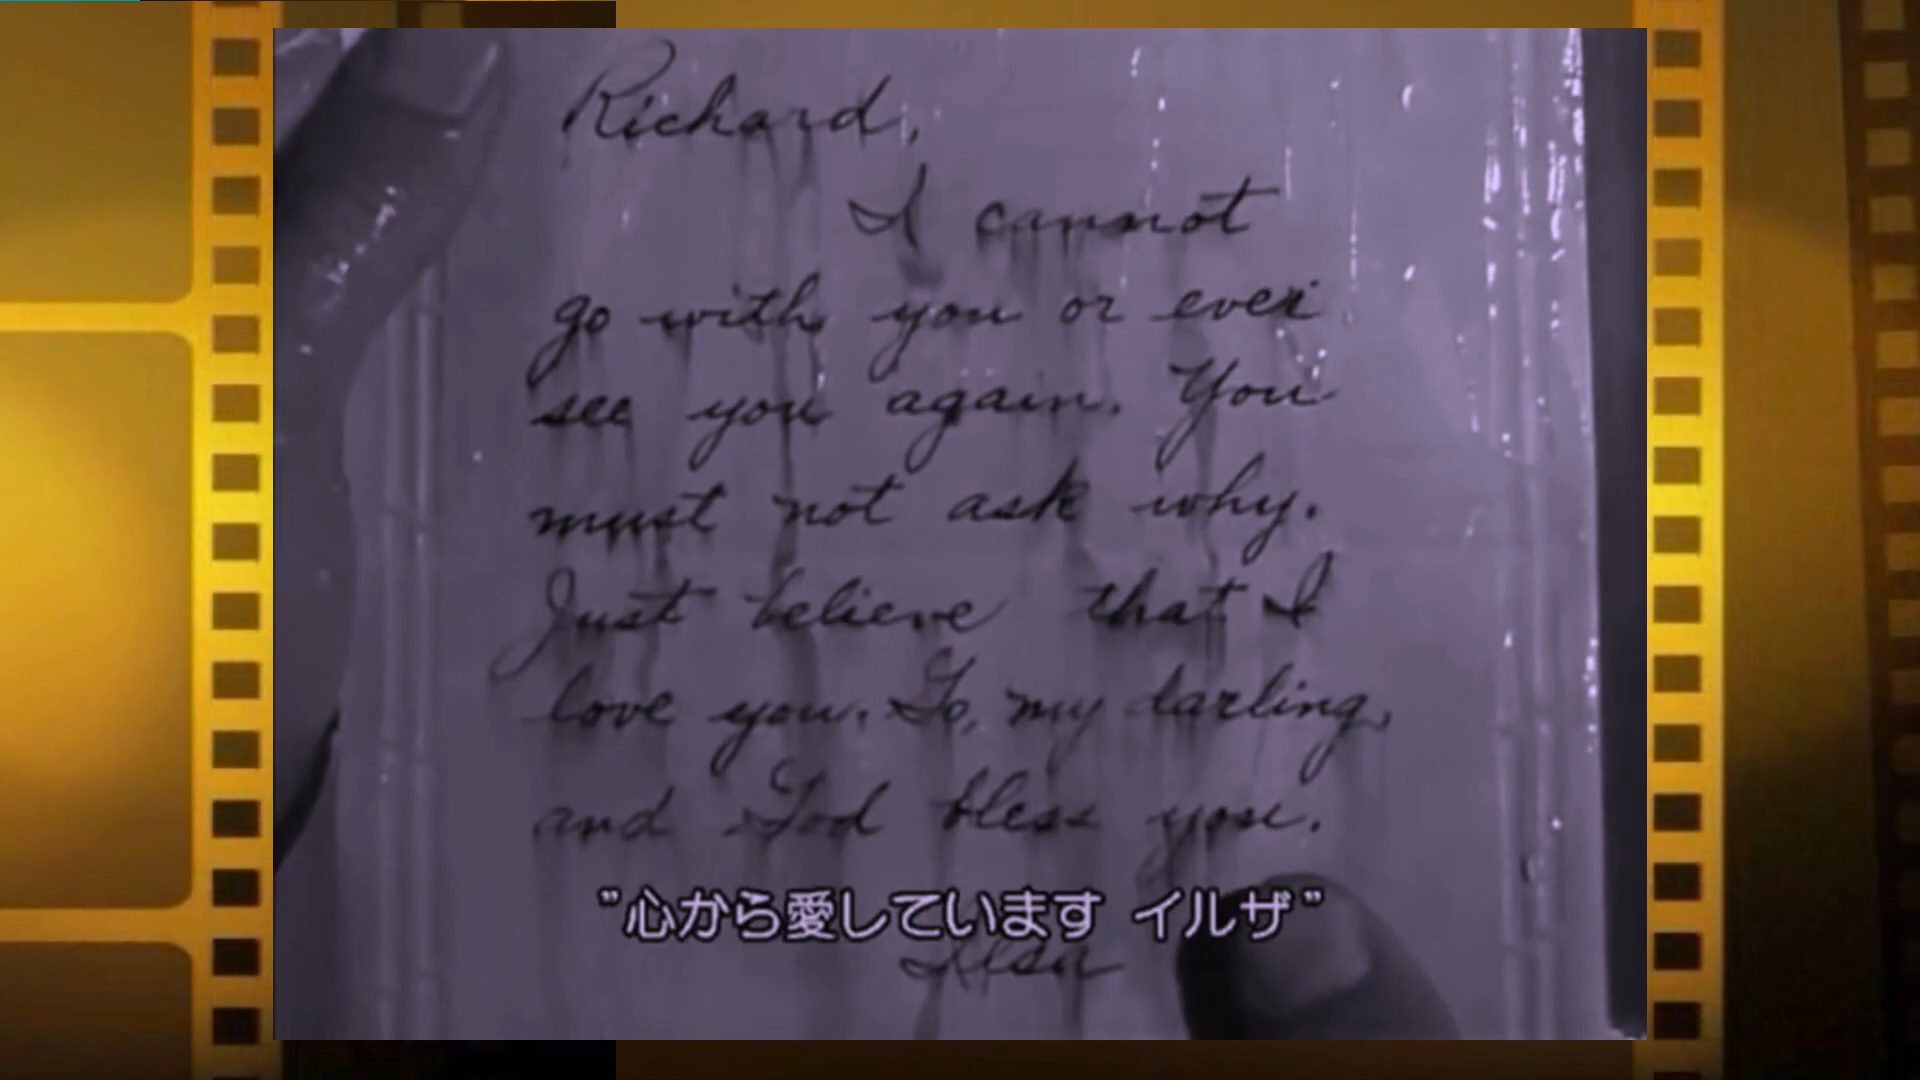 Richard,
I cannot
go with you or ever
see you again. You
must not ask why.
Just believe that I
love you. Go, my darling,
and God bless you.
"心から愛しています イルザ"
Ilsa